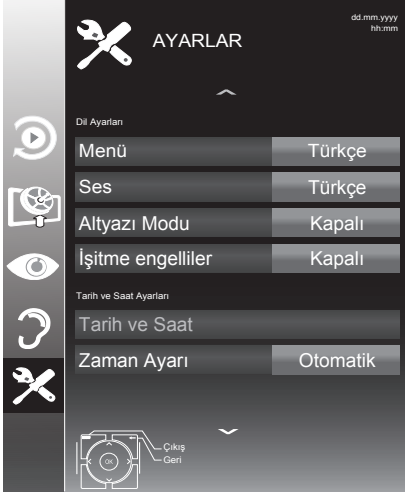 AYARLAR
dd.mm.yyyy
hh:mm
Dil Ayarları
Menü Türkçe
Ses Türkçe
Altyazı Modu Kapalı
İşitme engelliler Kapalı
Tarih ve Saat Ayarları
Tarih ve Saat
Zaman Ayarı Otomatik
Çıkış
Geri
OK